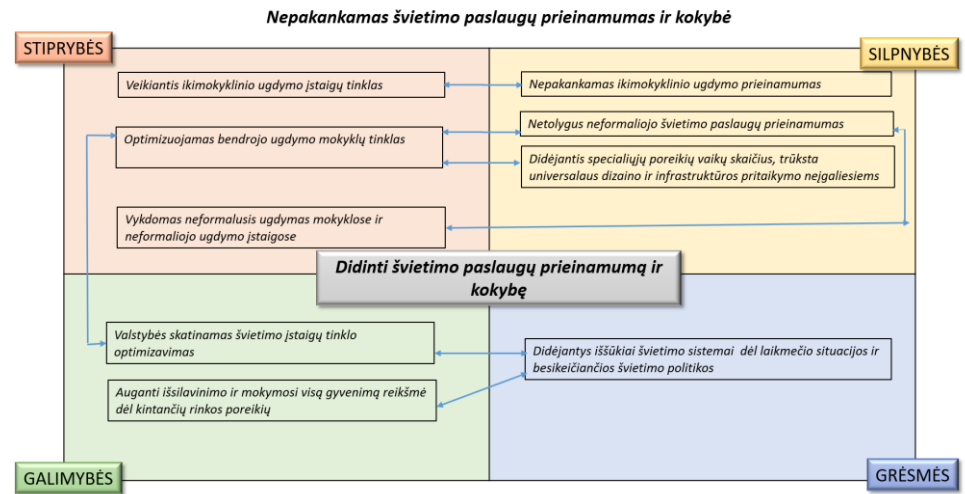 Nepakankamas švietimo paslaugų prieinamumas ir kokybė
STIPRYBĖS
SILPNYBĖS
Veikiantis ikimokyklinio ugdymo įstaigų tinklas
Nepakankamas ikimokyklinio ugdymo prieinamumas
Optimizuojamas bendrojo ugdymo mokyklų tinklas
Netolygus neformaliojo švietimo paslaugų prieinamumas
Didėjantis specialiųjų poreikių vaikų skaičius, trūksta
universalaus dizaino ir infrastruktūros pritaikymo neįgaliesiems
Vykdomas neformalusis ugdymas mokyklose ir
neformaliojo ugdymo įstaigose
Didinti švietimo paslaugų prieinamumą ir
kokybę
Valstybės skatinamas švietimo įstaigų tinklo
optimizavimas
Didėjantys iššūkiai švietimo sistemai dėl laikmečio situacijos ir
besikeičiančios švietimo politikos
Auganti išsilavinimo ir mokymosi visą gyvenimą reikšmė
dėl kintančių rinkos poreikių
GALIMYBĖS
GRĖSMĖS